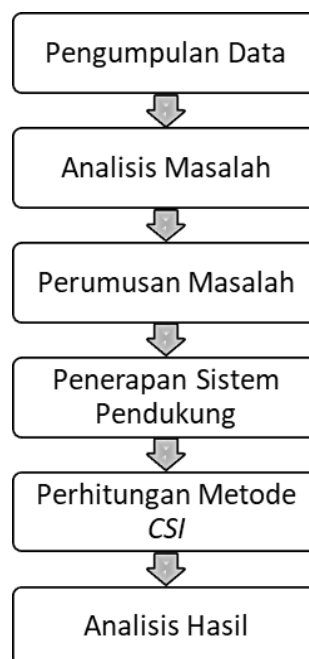 Pengumpulan Data
Analisis Masalah
Perumusan Masalah
Penerapan Sistem
Pendukung
Perhitungan Metode
CSI
Analisis Hasil